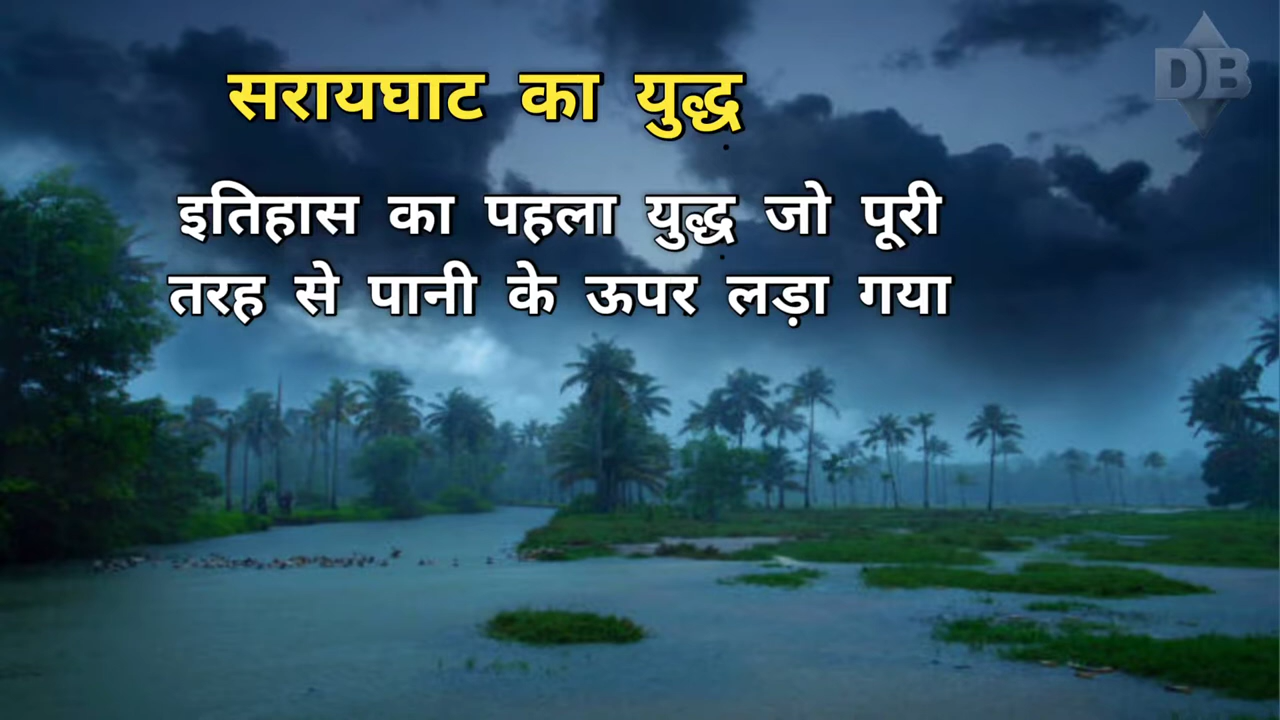 सरायघाट का युद्ध
इतिहास का पहला युद्ध जो पूरी
तरह से पानी के ऊपर लड़ा गया
DB